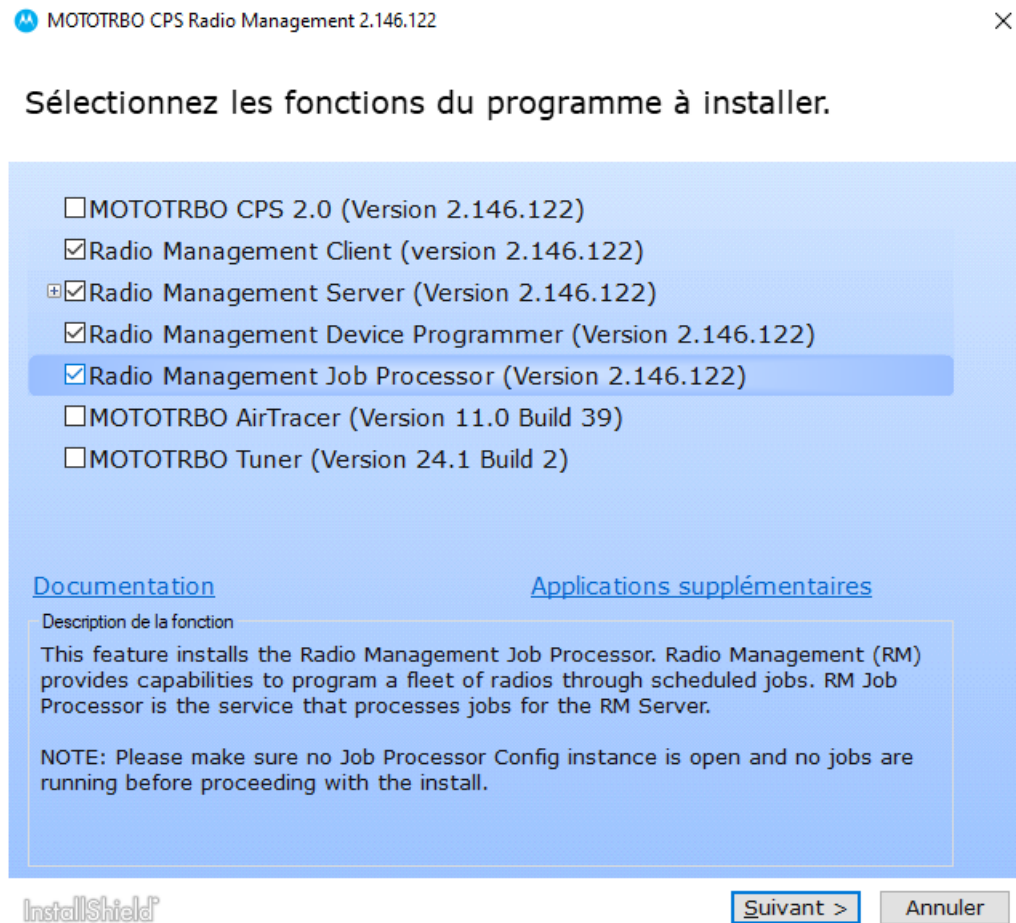 MOTOTRBO CPS Radio Management 2.146.122
Sélectionnez les fonctions du programme à installer.
MOTOTRBO CPS 2.0 (Version 2.146.122)
Radio Management Client (version 2.146.122)
Radio Management Server (Version 2.146.122)
Radio Management Device Programmer (Version 2.146.122)
Radio Management Job Processor (Version 2.146.122)
MOTOTRBO AirTracer (Version 11.0 Build 39)
MOTOTRBO Tuner (Version 24.1 Build 2)
Documentation Applications supplémentaires
Description de la fonction
This feature installs the Radio Management Job Processor. Radio Management (RM)
provides capabilities to program a fleet of radios through scheduled jobs. RM Job
Processor is the service that processes jobs for the RM Server.
NOTE: Please make sure no Job Processor Config instance is open and no jobs are
running before proceeding with the install.
InstallShield
Suivant > Annuler